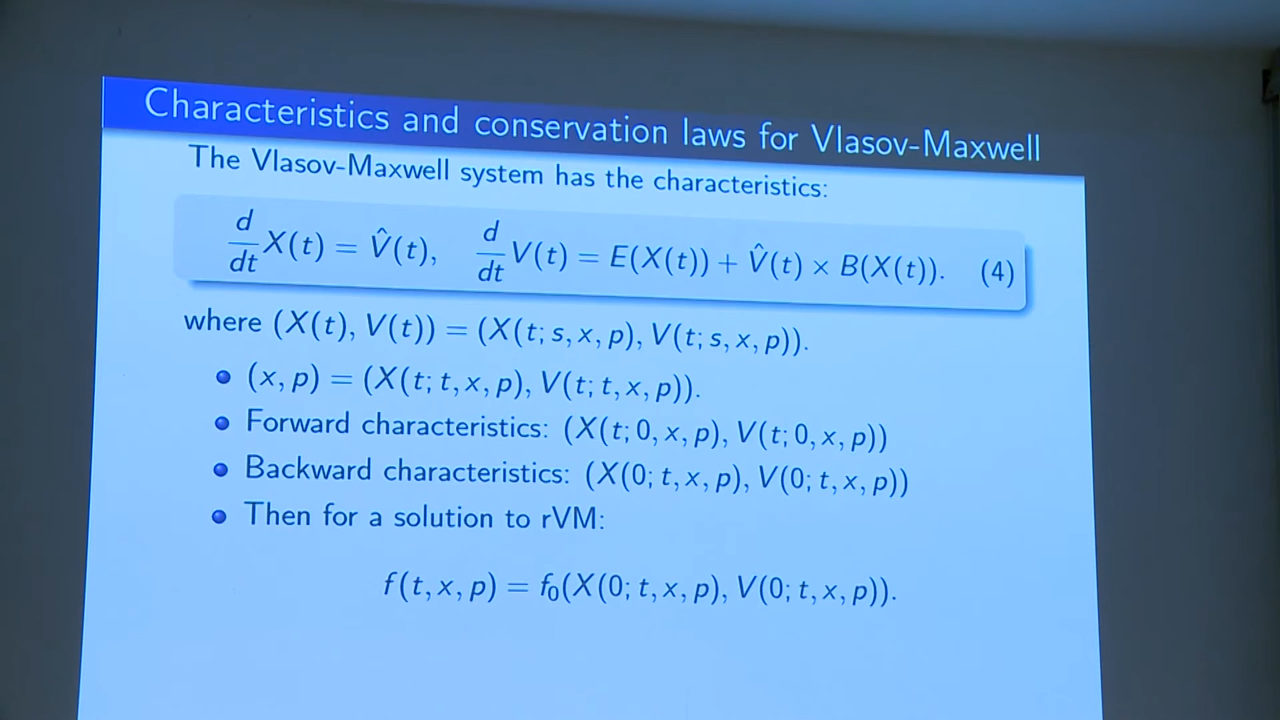 Characteristics and conservation laws for Vlasov-Maxwell
The Vlasov-Maxwell system has the characteristics:
d/dt X(t) = V̂(t), d/dt V(t) = E(X(t)) + V̂(t) × B(X(t)). (4)
where (X(t), V(t)) = (X(t; s, x, p), V(t; s, x, p)).
• (x, p) = (X(t; t, x, p), V(t; t, x, p)).
• Forward characteristics: (X(t; 0, x, p), V(t; 0, x, p))
• Backward characteristics: (X(0; t, x, p), V(0; t, x, p))
• Then for a solution to rVM:
f(t, x, p) = f₀(X(0; t, x, p), V(0; t, x, p)).